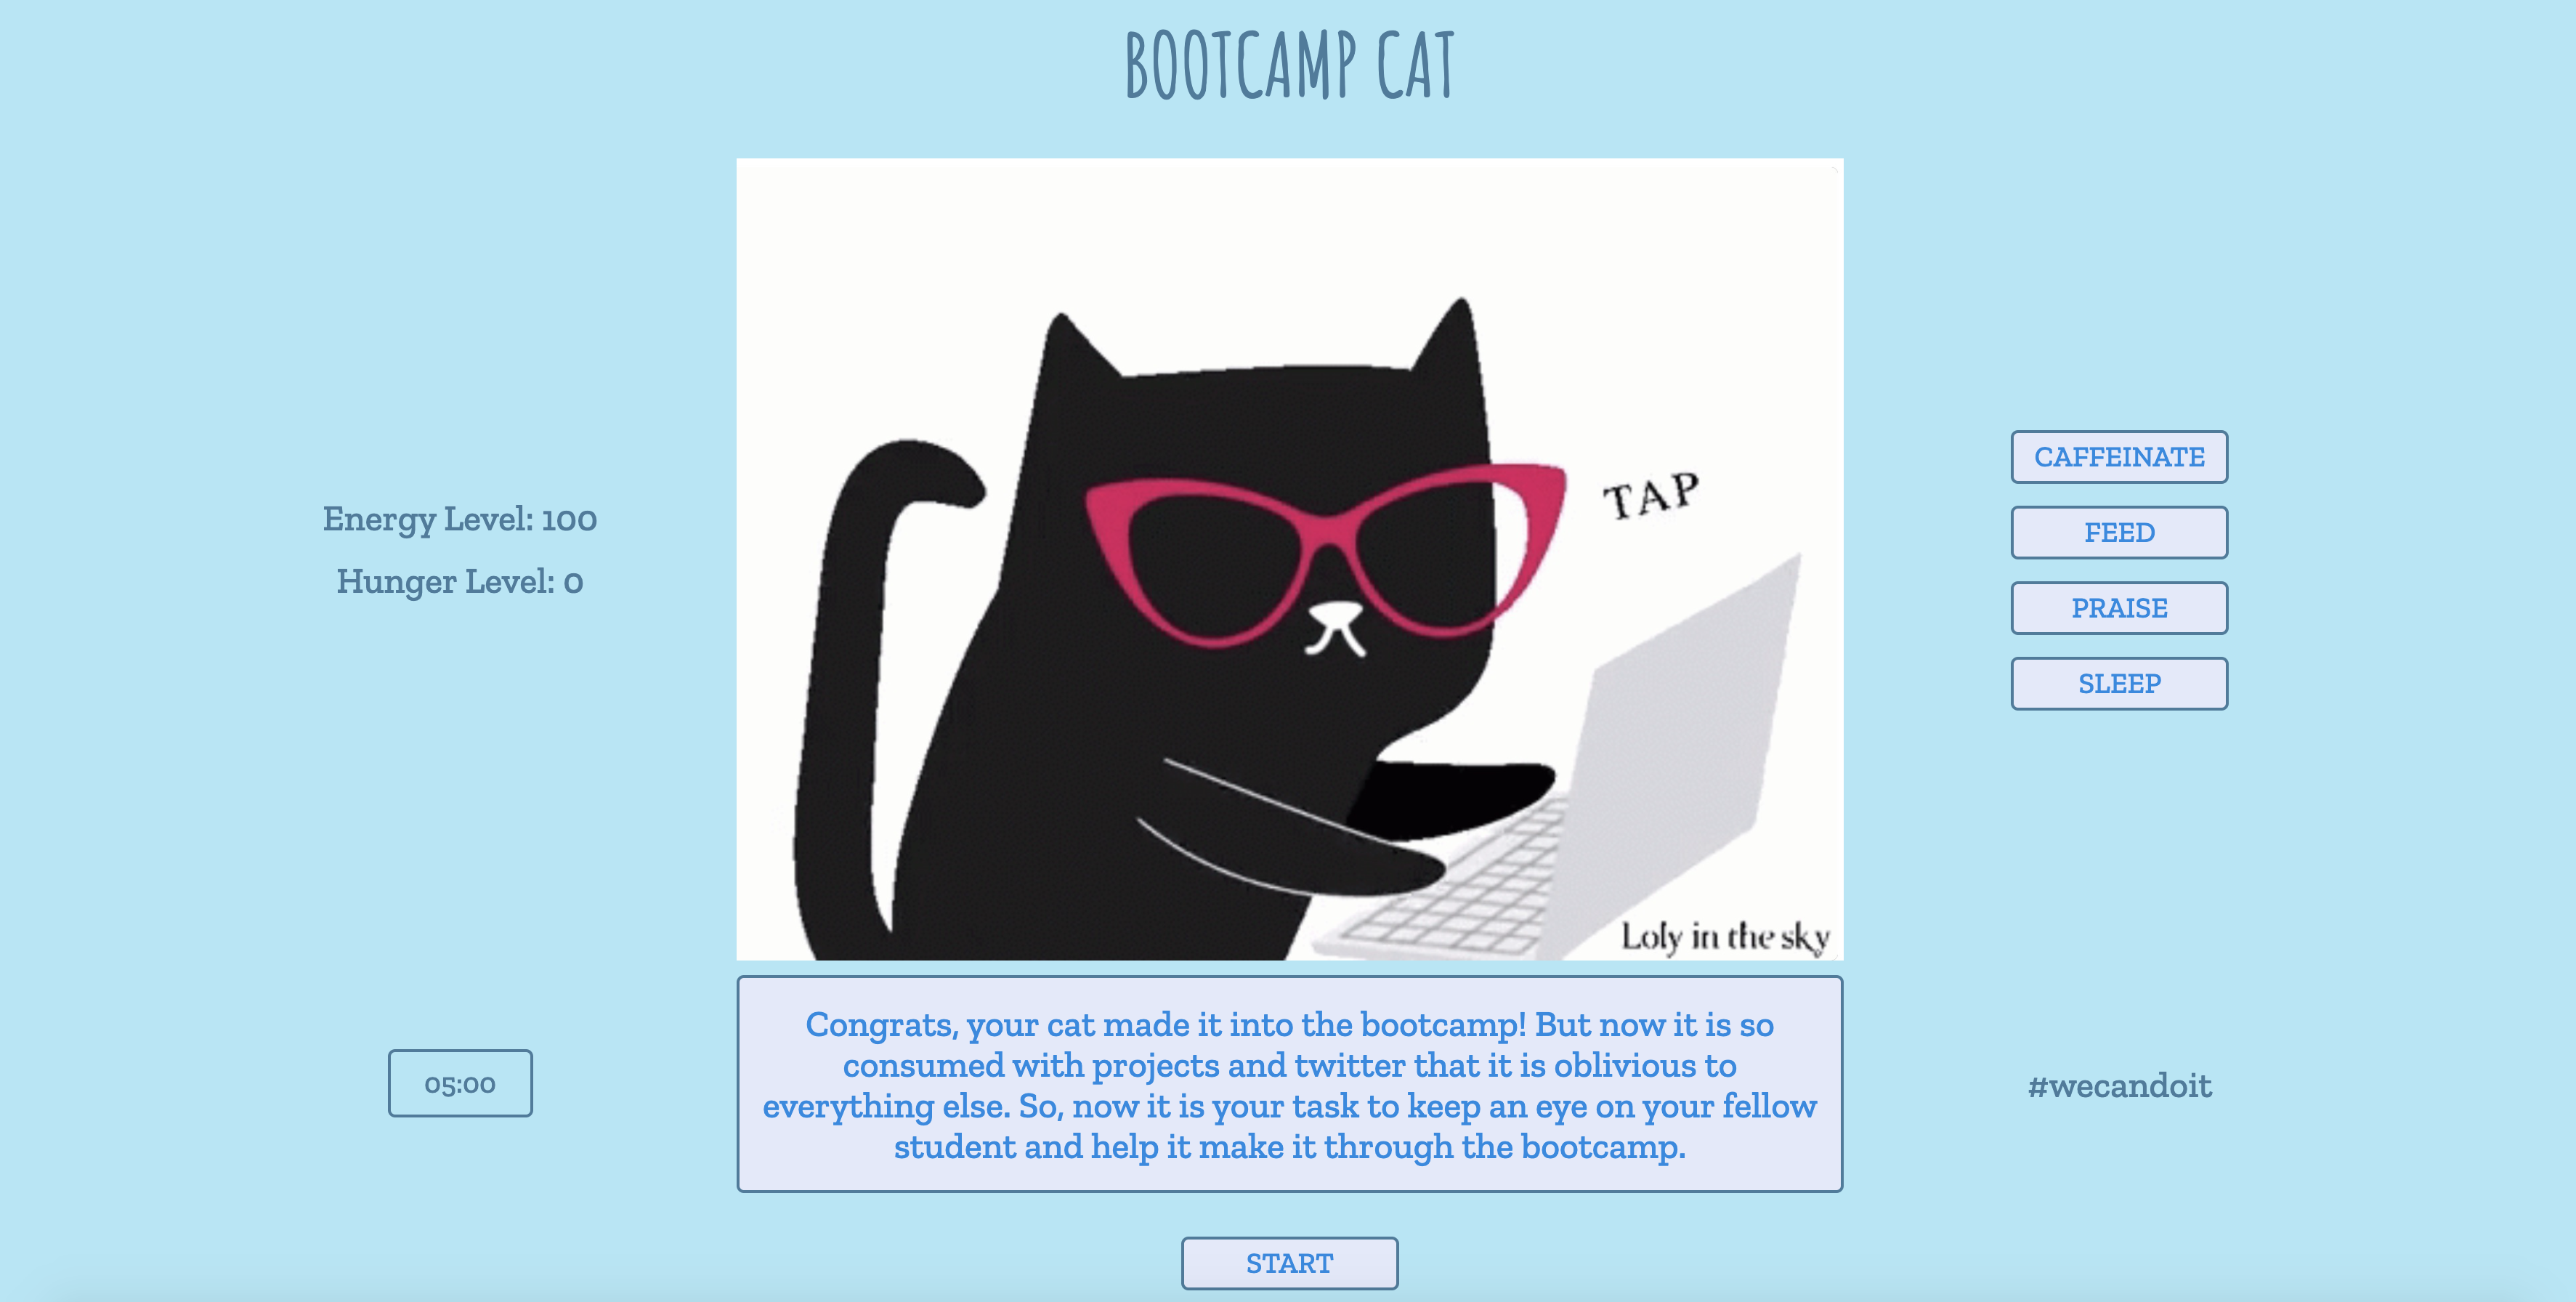 BOOTCAMP CAT
Energy Level: 100
Hunger Level: 0
TAP
Loly in the sky
CAFFEINATE
FEED
PRAISE
SLEEP
05:00
Congrats, your cat made it into the bootcamp! But now it is so
consumed with projects and twitter that it is oblivious to
everything else. So, now it is your task to keep an eye on your fellow
student and help it make it through the bootcamp.
#wecandoit
START